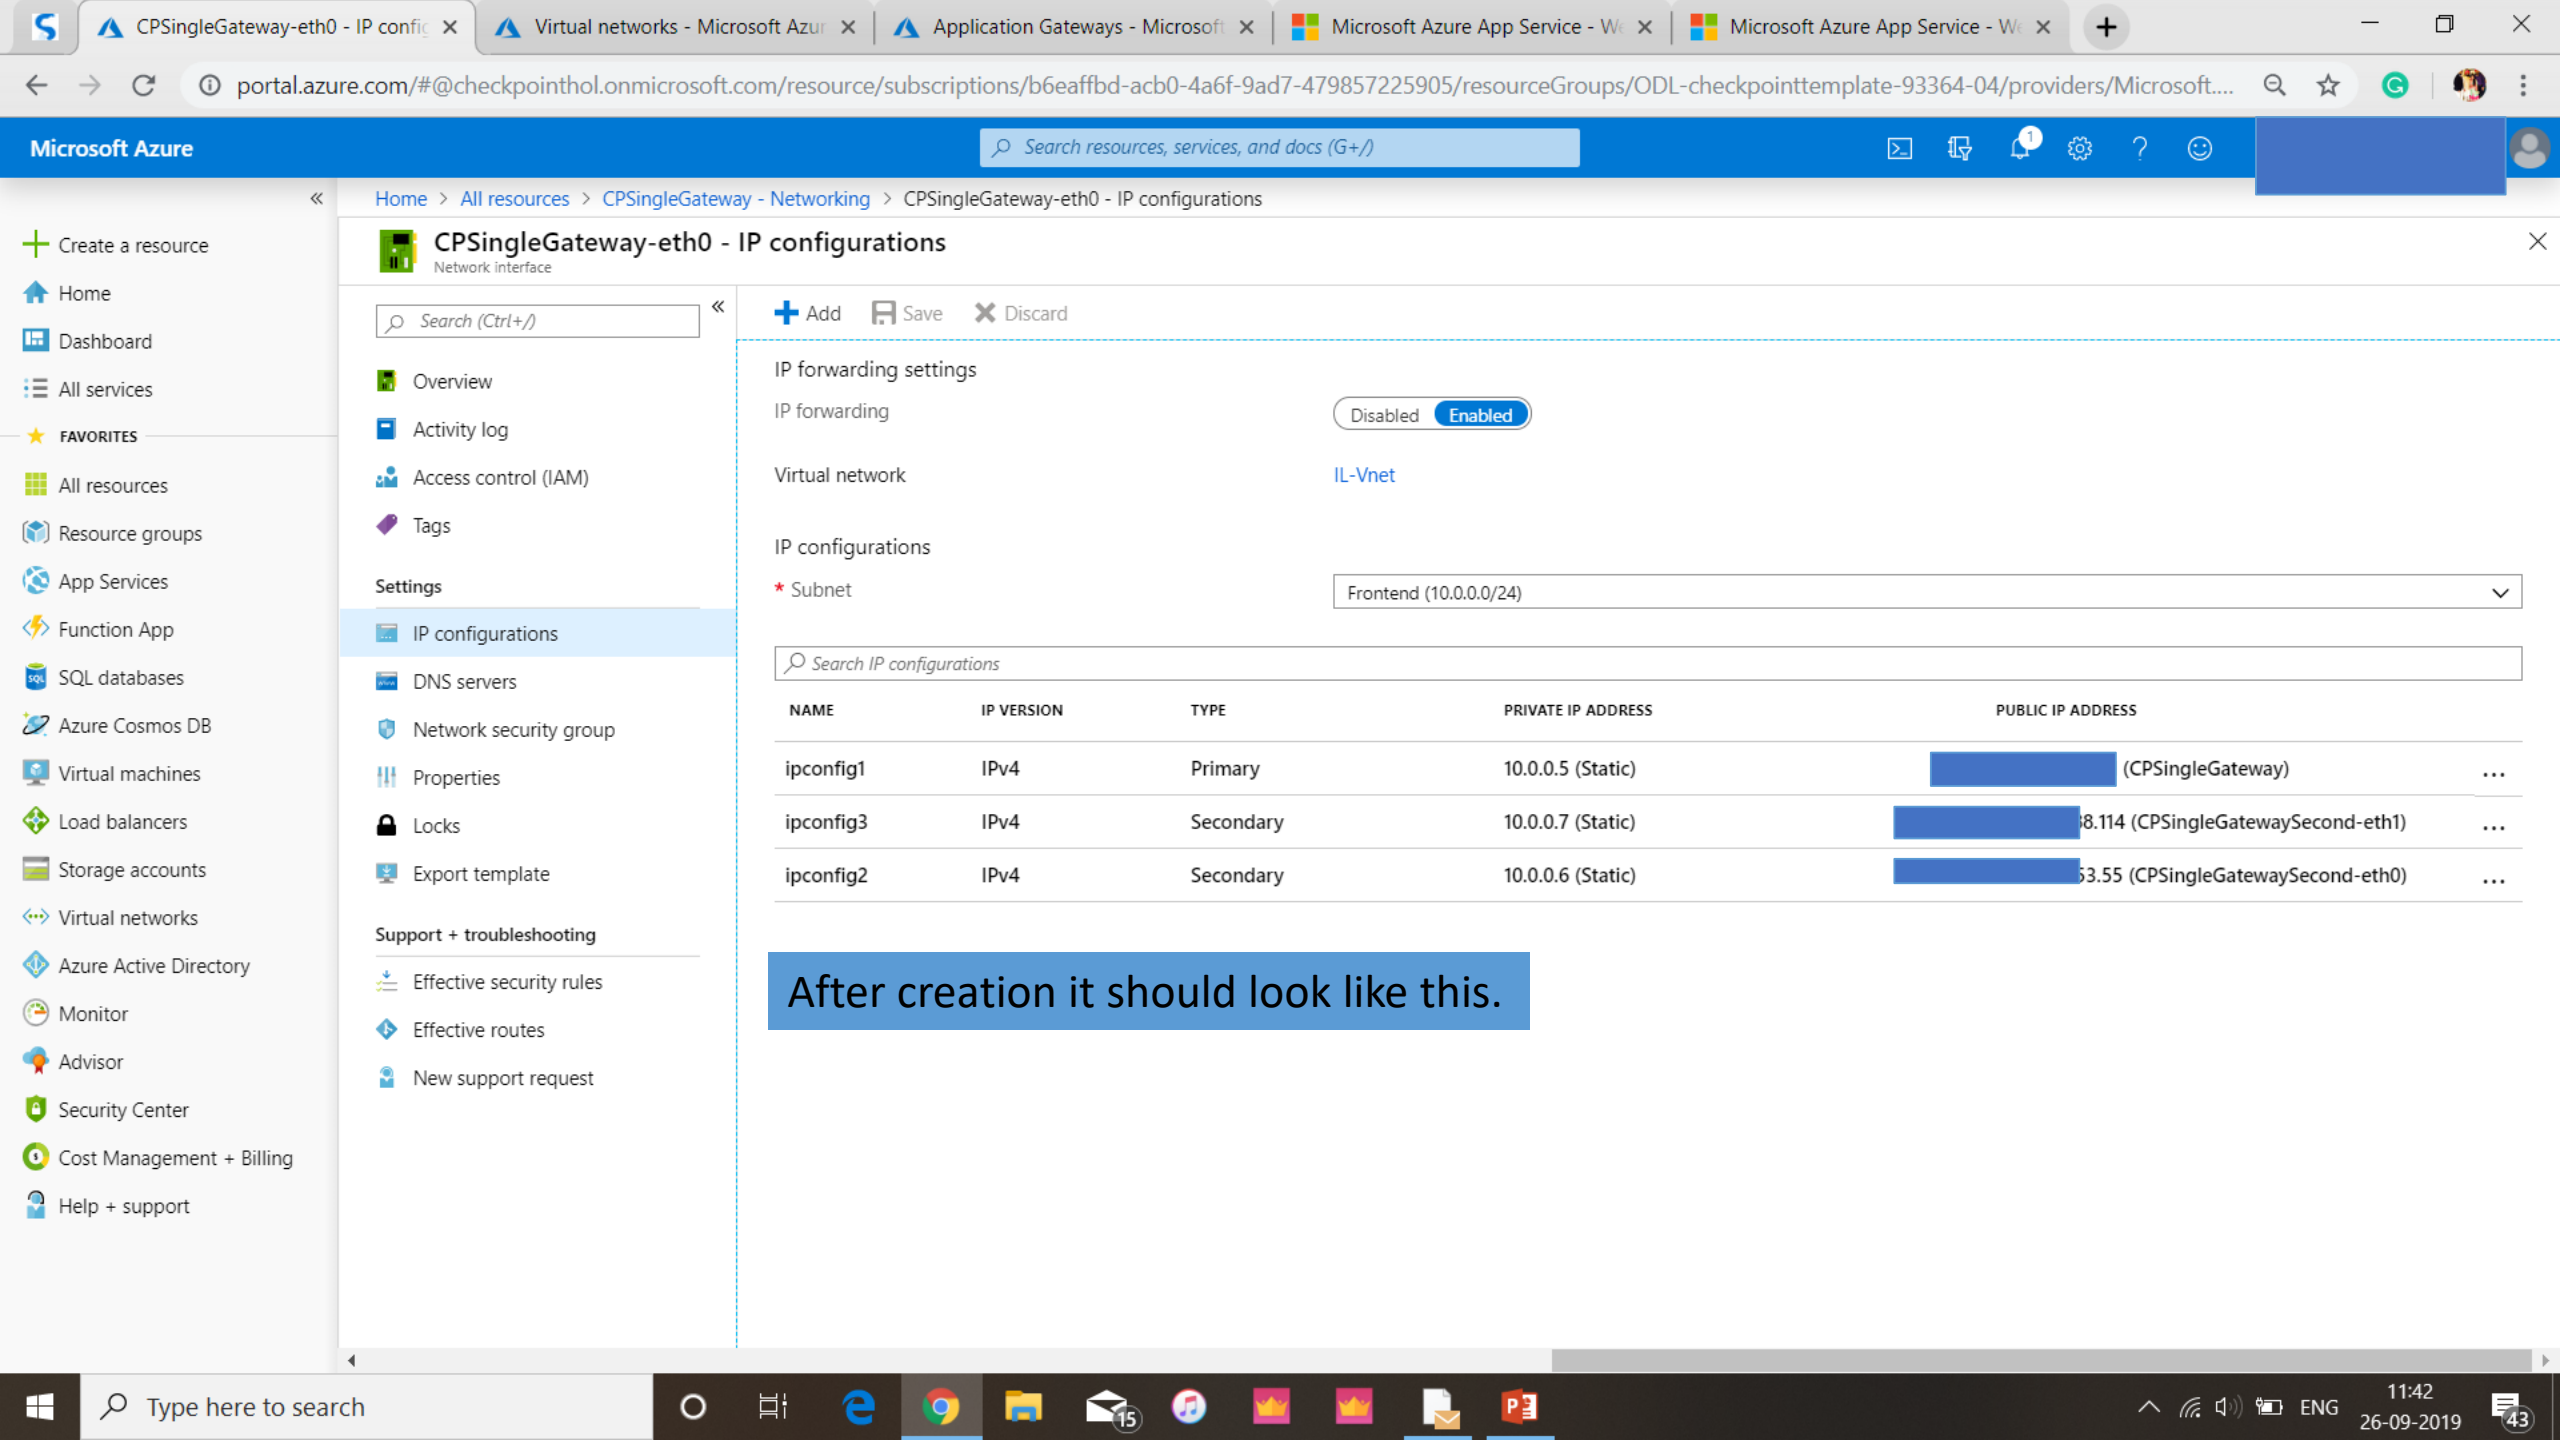 CPSingleGateway-eth0 - IP config
Virtual networks - Microsoft Azur
Application Gateways - Microsoft
Microsoft Azure App Service - We
Microsoft Azure App Service - We
portal.azure.com/#@checkpointhol.onmicrosoft.com/resource/subscriptions/b6eaffbd-acb0-4a6f-9ad7-479857225905/resourceGroups/ODL-checkpointtemplate-93364-04/providers/Microsoft....
Microsoft Azure
Search resources, services, and docs (G+/)
1
Home > All resources > CPSingleGateway - Networking > CPSingleGateway-eth0 - IP configurations
CPSingleGateway-eth0 - IP configurations
Network interface
Create a resource
Home
Dashboard
All services
FAVORITES
All resources
Resource groups
App Services
Function App
SQL databases
Azure Cosmos DB
Virtual machines
Load balancers
Storage accounts
Virtual networks
Azure Active Directory
Monitor
Advisor
Security Center
Cost Management + Billing
Help + support
Search (Ctrl+/)
Overview
Activity log
Access control (IAM)
Tags
Settings
IP configurations
DNS servers
Network security group
Properties
Locks
Export template
Support + troubleshooting
Effective security rules
Effective routes
New support request
Add Save Discard
IP forwarding settings
IP forwarding Disabled Enabled
Virtual network IL-Vnet
IP configurations
* Subnet Frontend (10.0.0.0/24)
Search IP configurations
NAME IP VERSION TYPE PRIVATE IP ADDRESS PUBLIC IP ADDRESS
ipconfig1 IPv4 Primary 10.0.0.5 (Static) (CPSingleGateway) ...
ipconfig3 IPv4 Secondary 10.0.0.7 (Static) 8.114 (CPSingleGatewaySecond-eth1) ...
ipconfig2 IPv4 Secondary 10.0.0.6 (Static) 3.55 (CPSingleGatewaySecond-eth0) ...
After creation it should look like this.
Type here to search
15
ENG
11:42
26-09-2019
43